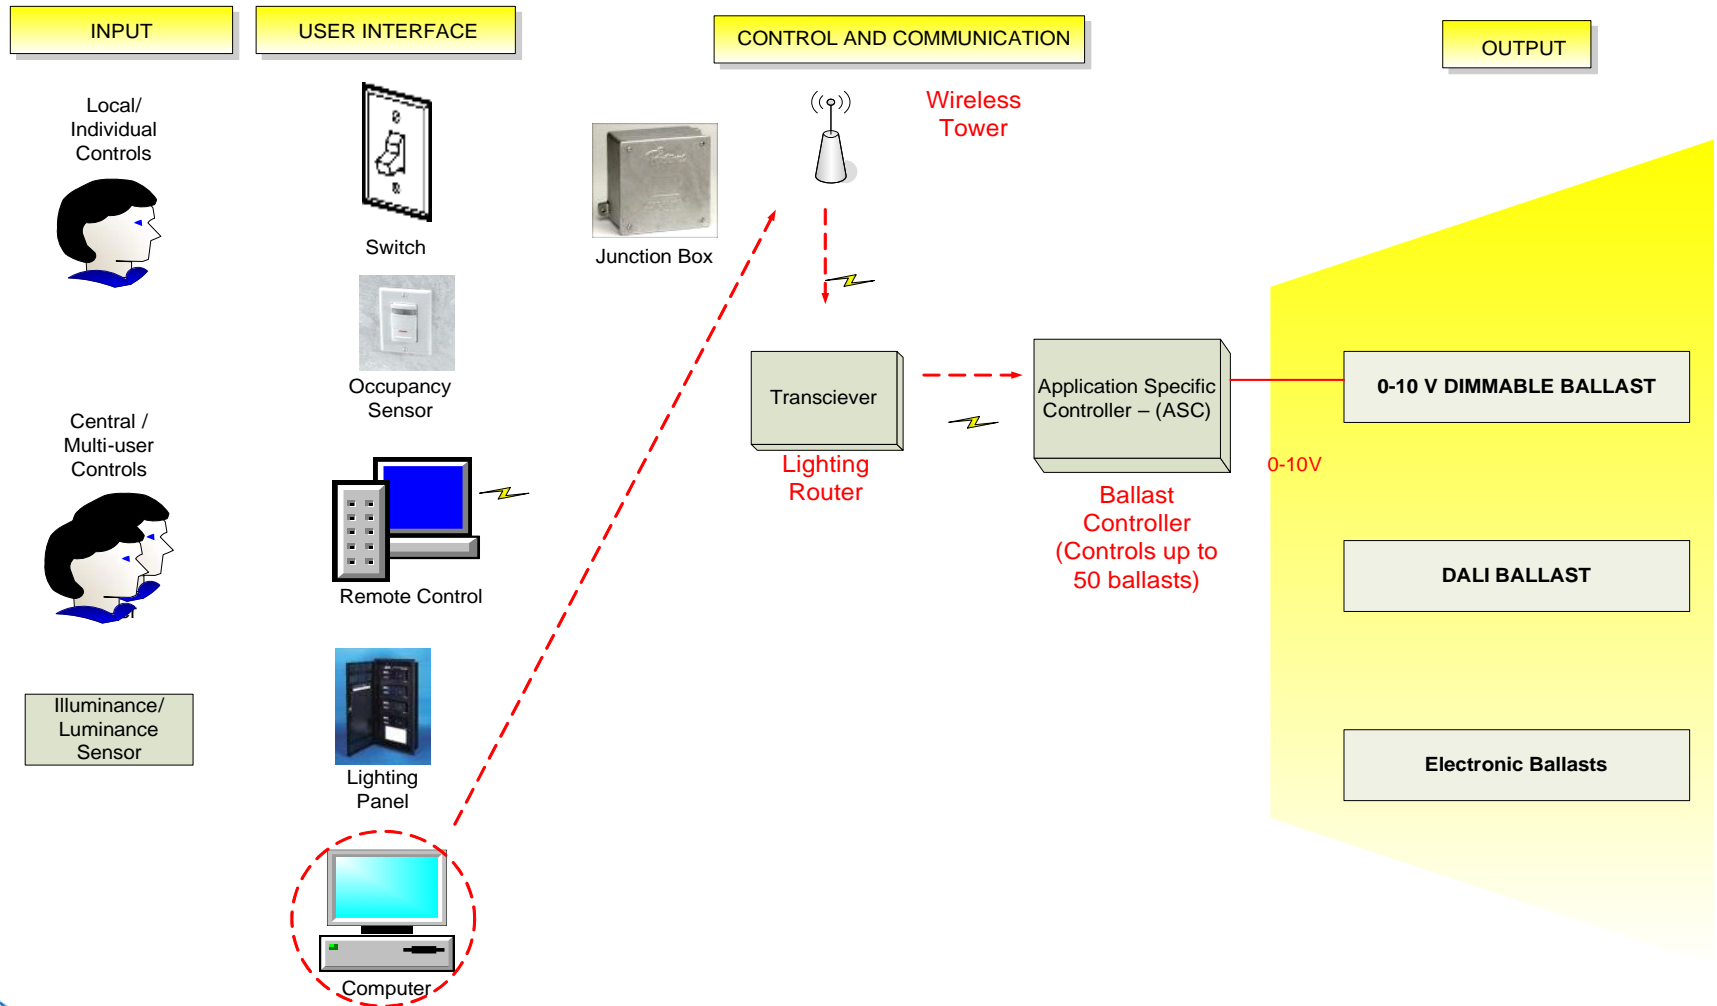 INPUT
USER INTERFACE
CONTROL AND COMMUNICATION
OUTPUT
Local/
Individual
Controls
Central /
Multi-user
Controls
Illuminance/
Luminance
Sensor
Switch
Occupancy
Sensor
Remote Control
Lighting
Panel
Computer
Junction Box
Wireless
Tower
Transciever
Lighting
Router
Application Specific
Controller – (ASC)
Ballast
Controller
(Controls up to
50 ballasts)
0-10V
0-10 V DIMMABLE BALLAST
DALI BALLAST
Electronic Ballasts